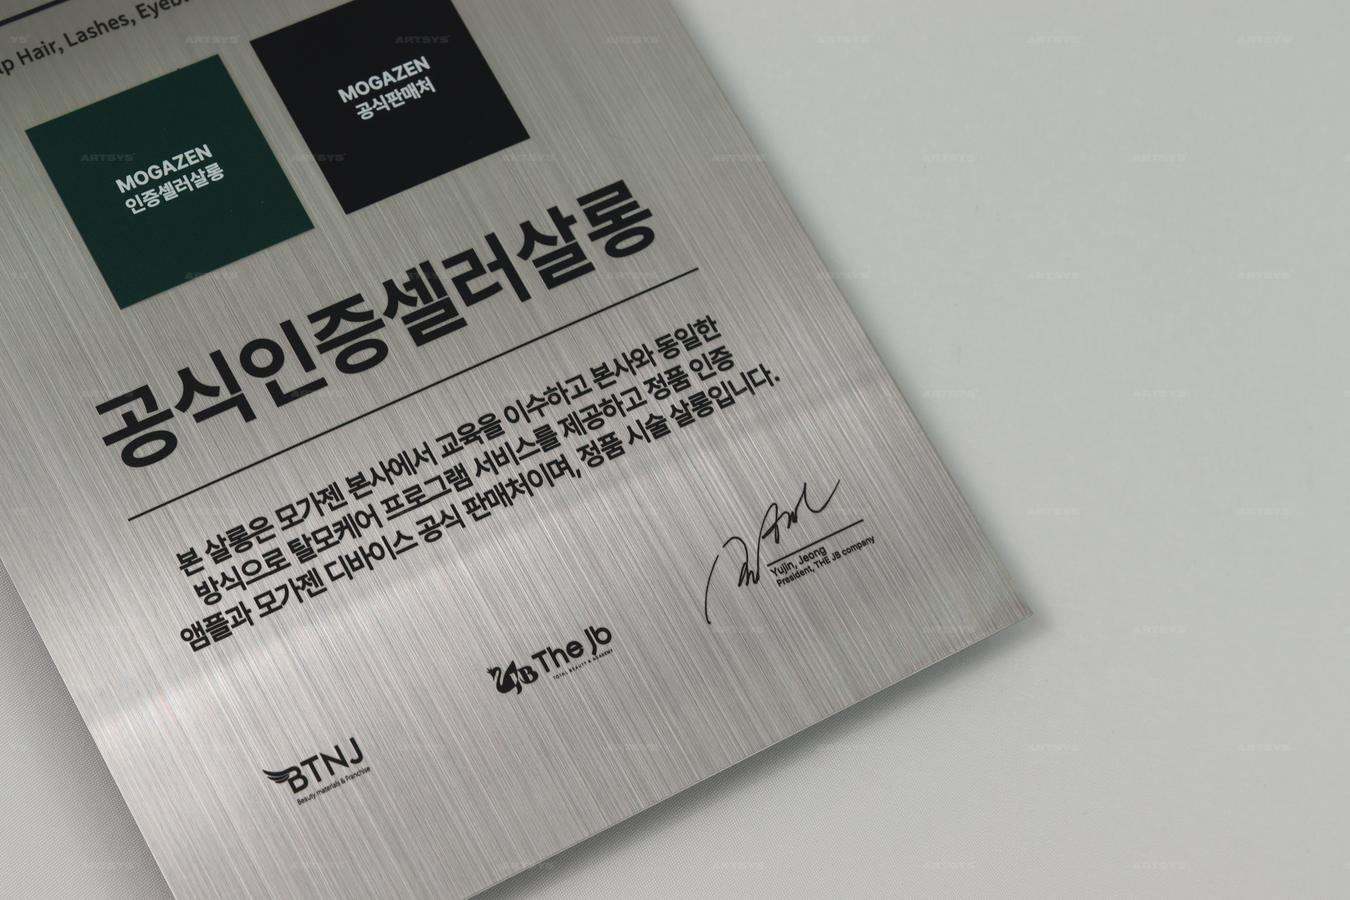 Hair, Lashes,
MOGAZEN
인증셀러살롱
MOGAZEN
공식판매처
공식인증셀러살롱
본 살롱은 모가젠 본사에서 교육을 이수하고 본사와 동일한
방식으로 탈모케어 프로그램 서비스를 제공하고 정품 인증
앰플과 모가젠 디바이스 공식 판매처이며, 정품 시술 살롱입니다.
Yujin, Jeong
President, THE JB company
JB The Jb
TOTAL BEAUTY & ACADEMY
BTNJ
Beauty materials & Franchise
ARTSYS